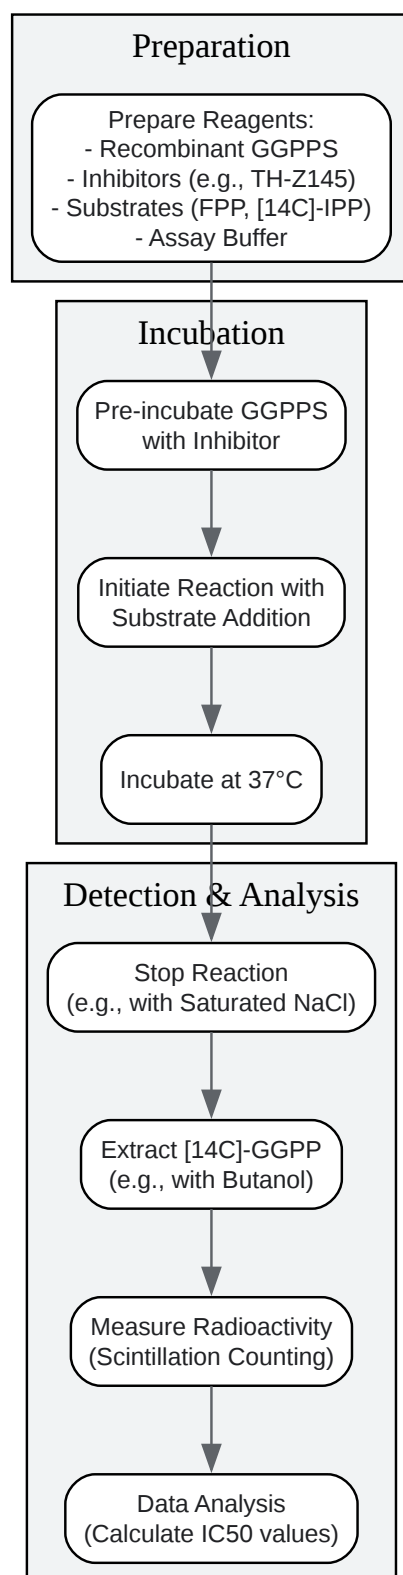 Preparation
Prepare Reagents:
- Recombinant GGPPS
- Inhibitors (e.g., TH-Z145)
- Substrates (FPP, [14C]-IPP)
- Assay Buffer
Incubation
Pre-incubate GGPPS
with Inhibitor
Initiate Reaction with
Substrate Addition
Incubate at 37°C
Detection & Analysis
Stop Reaction
(e.g., with Saturated NaCl)
Extract [14C]-GGPP
(e.g., with Butanol)
Measure Radioactivity
(Scintillation Counting)
Data Analysis
(Calculate IC50 values)